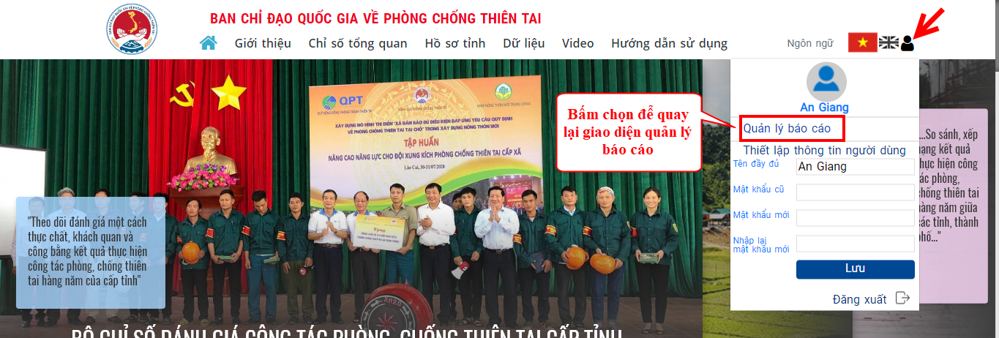 BAN CHỈ ĐẠO QUỐC GIA VỀ PHÒNG CHỐNG THIÊN TAI
Giới thiệu
Chỉ số tổng quan
Hồ sơ tỉnh
Dữ liệu
Video
Hướng dẫn sử dụng
Ngôn ngữ
An Giang
Quản lý báo cáo
Thiết lập thông tin người dùng
Tên đầy đủ
An Giang
Mật khẩu cũ
Mật khẩu mới
Nhập lại
mật khẩu mới
Lưu
Đăng xuất
Bấm chọn để quay
lại giao diện quản lý
báo cáo
QPT
XÂY DỰNG MÔ HÌNH THÍ ĐIỂM "XÃ ĐẢM BẢO ĐỦ ĐIỀU KIỆN ĐÁP ỨNG YÊU CẦU QUY ĐỊNH
VỀ PHÒNG CHỐNG THIÊN TAI TẠI CHỖ" TRONG XÂY DỰNG NÔNG THÔN MỚI
TẬP HUẤN
NÂNG CAO NĂNG LỰC CHO ĐỘI XUNG KÍCH PHÒNG CHỐNG THIÊN TAI CẤP XÃ
Lào Cai, 30-31/07/2020
"Theo dõi đánh giá một cách
thực chất, khách quan và
công bằng kết quả thực hiện
công tác phòng, chống thiên
tai hàng năm của cấp tỉnh"
...So sánh, xếp
hạng kết quả
thực hiện công
tác phòng,
chống thiên tai
hàng năm giữa
các tỉnh, thành
phố..."
BỘ CHỈ SỐ ĐÁNH GIÁ CÔNG TÁC PHÒNG, CHỐNG THIÊN TAI CẤP TỈNH